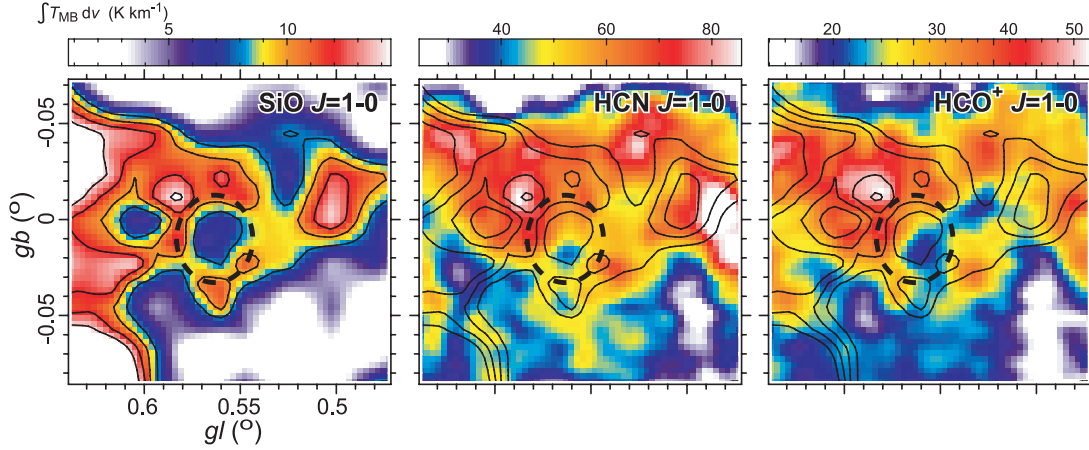 ∫TMB dv (K km-1)
5 10 40 60 80 20 30 40 50
SiO J=1-0 HCN J=1-0 HCO+ J=1-0
-0.05
0
-0.05
gb (O)
0.6 0.55 0.5
gl (O)